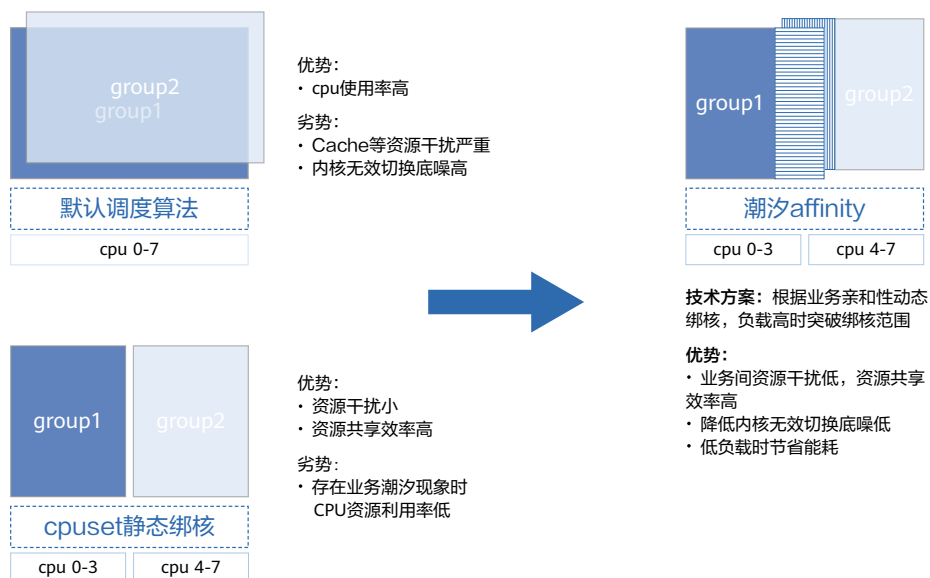 group2
group1
默认调度算法
cpu 0-7
优势：
· cpu使用率高
劣势：
· Cache等资源干扰严重
· 内核无效切换底噪高
group1
group2
cpuset静态绑核
cpu 0-3
cpu 4-7
优势：
· 资源干扰小
· 资源共享效率高
劣势：
· 存在业务潮汐现象时
CPU资源利用率低
group1
group2
潮汐affinity
cpu 0-3
cpu 4-7
技术方案：根据业务亲和性动态
绑核，负载高时突破绑核范围
优势：
· 业务间资源干扰低，资源共享
效率高
· 降低内核无效切换底噪低
· 低负载时节省能耗